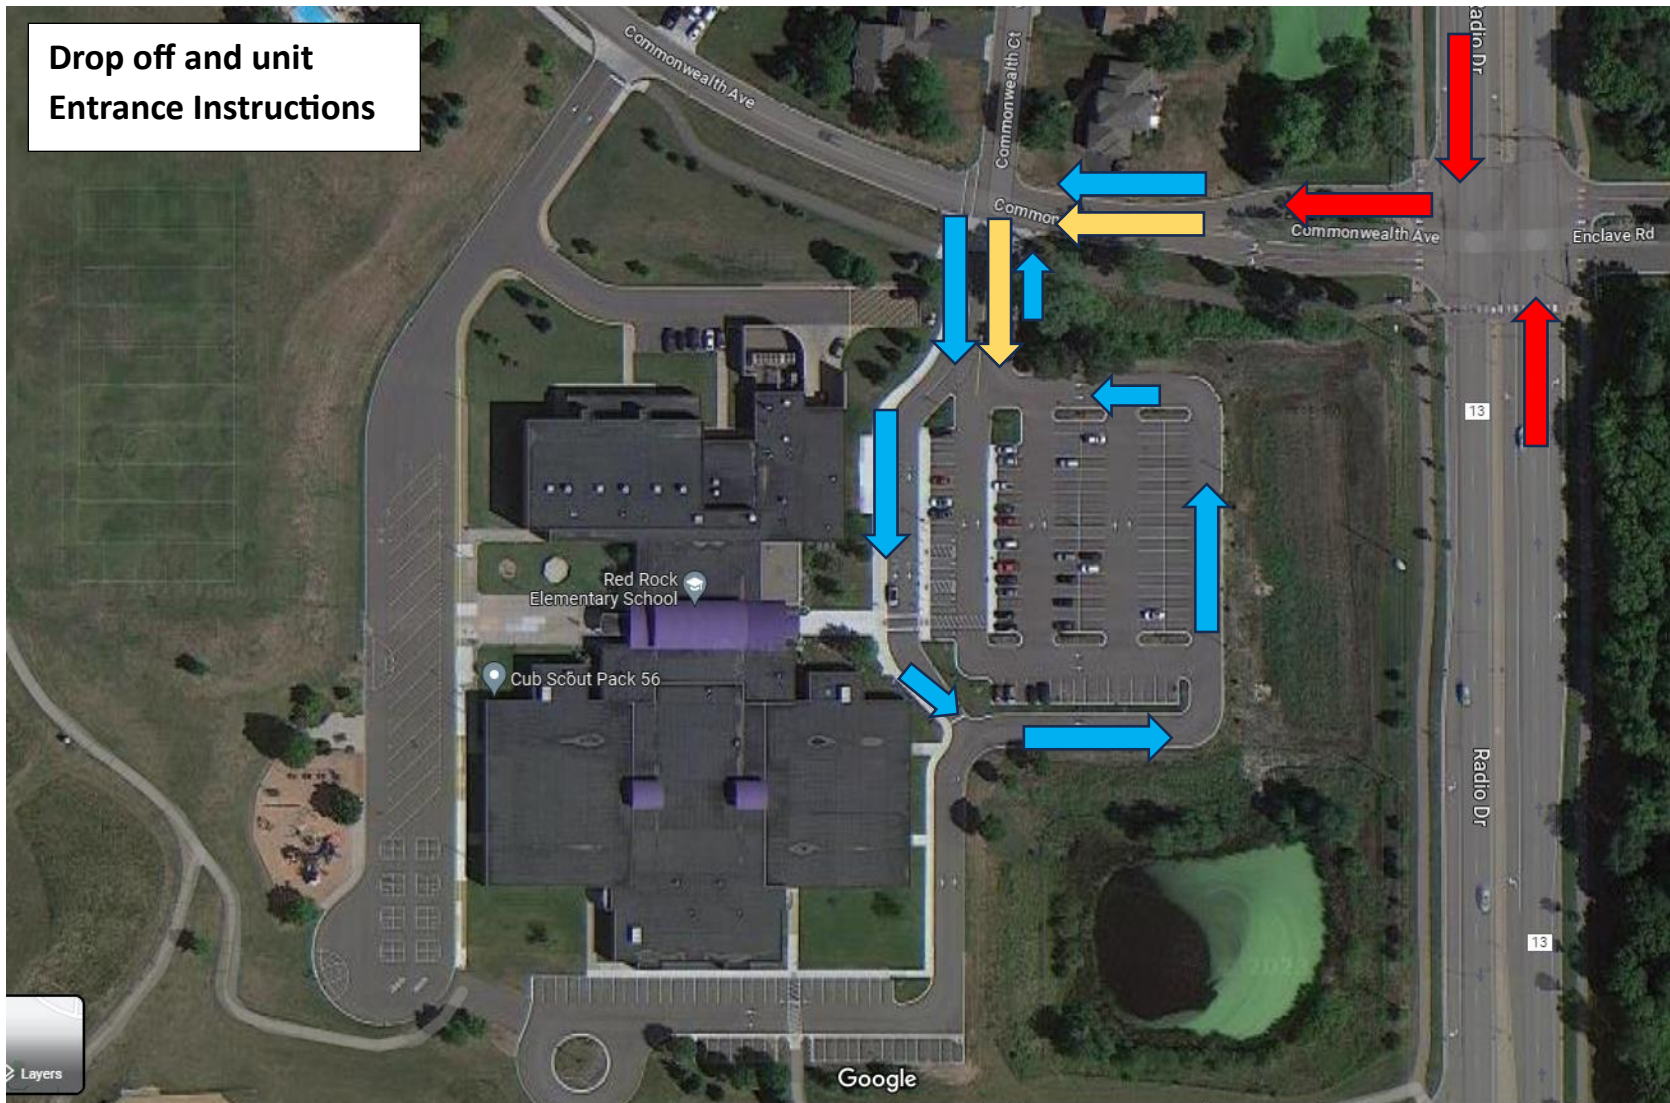 Drop off and unit
Entrance Instructions
Commonwealth Ave
Commonwealth Ct
adio Dr
Common
Commonwealth Ave
Enclave Rd
13
Red Rock
Elementary School
Cub Scout Pack 56
Radio Dr
13
Layers
Google